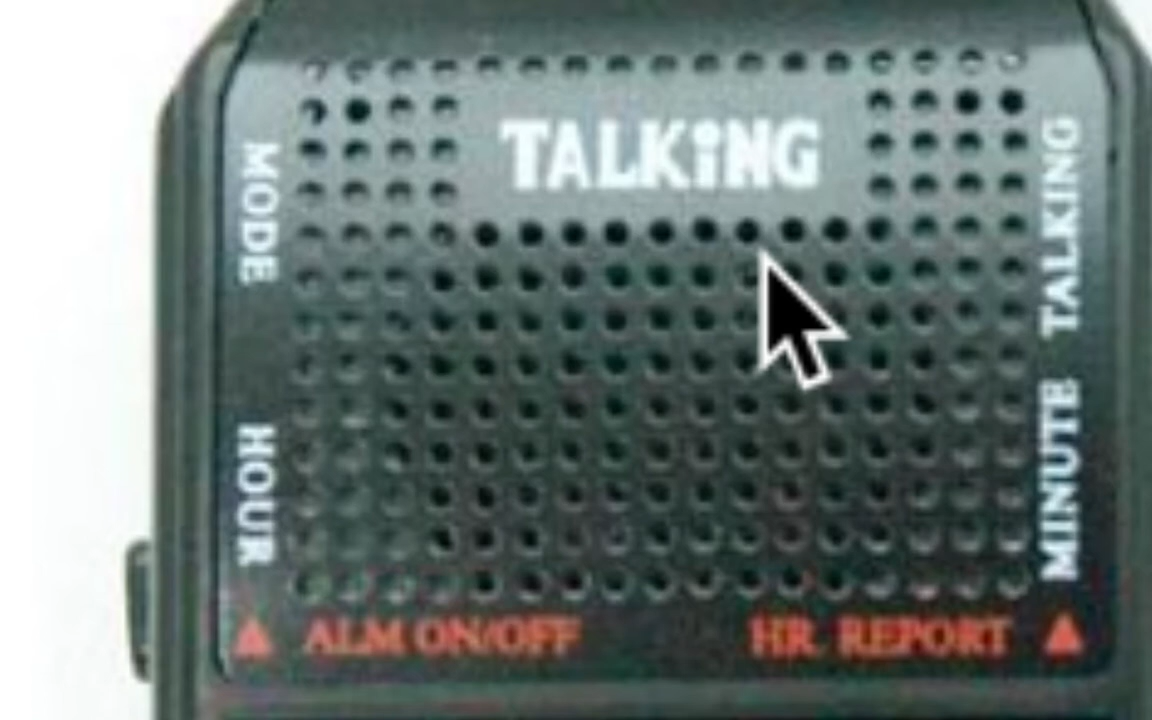 TALKiNG
MODE
HOUR
TALKING
MINUTE
ALM ON/OFF
HR. REPORT